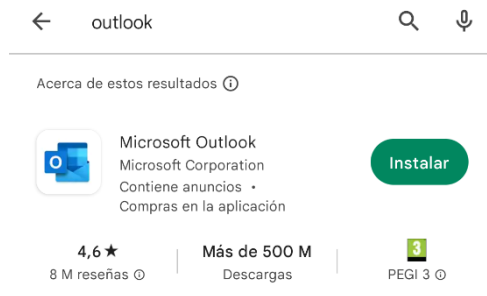 outlook
Acerca de estos resultados
Microsoft Outlook
Microsoft Corporation
Contiene anuncios •
Compras en la aplicación
Instalar
4,6★
8 M reseñas
Más de 500 M
Descargas
3
PEGI 3